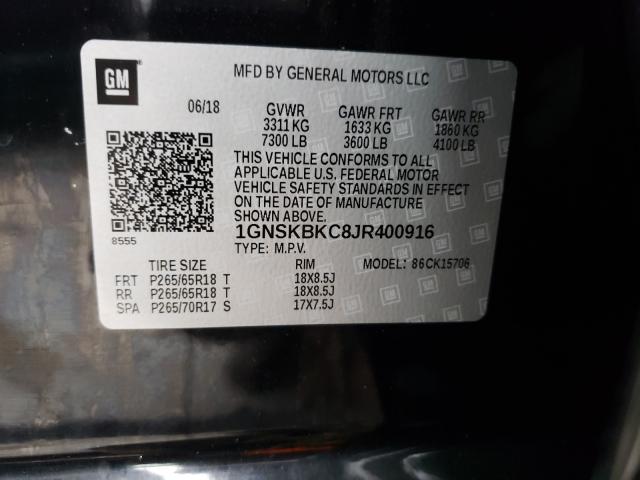 GM
MFD BY GENERAL MOTORS LLC
06/18 GVWR GAWR FRT GAWR RR
3311 KG 1633 KG 1860 KG
7300 LB 3600 LB 4100 LB
THIS VEHICLE CONFORMS TO ALL
APPLICABLE U.S. FEDERAL MOTOR
VEHICLE SAFETY STANDARDS IN EFFECT
ON THE DATE OF MANUFACTURE
SHOWN ABOVE.
8555
1GNSKBKC8JR400916
TYPE: M.P.V.
TIRE SIZE RIM MODEL: 86CK15706
FRT P265/65R18 T 18X8.5J
RR P265/65R18 T 18X8.5J
SPA P265/70R17 S 17X7.5J